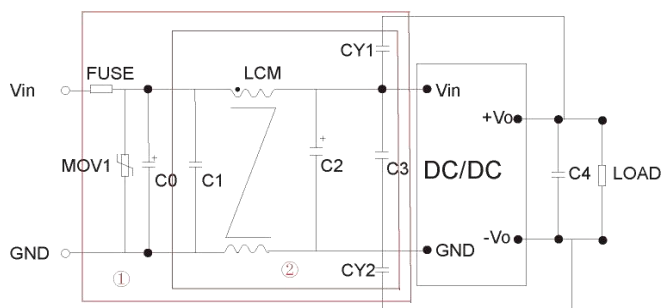 CY1
FUSE
LCM
Vin
Vin
+Vo
MOV1
+
C0
C1
+
C2
C3
DC/DC
C4
LOAD
-Vo
GND
GND
①
②
CY2